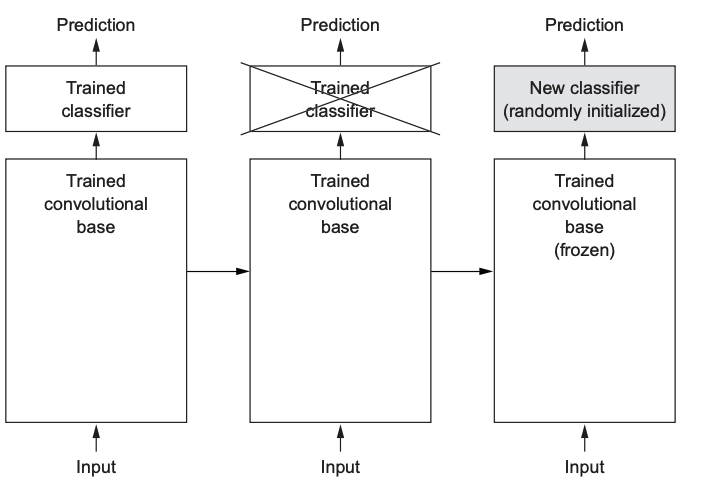 Prediction
Trained
classifier
Trained
convolutional
base
Input
Prediction
Trained
classifier
Trained
convolutional
base
Input
Prediction
New classifier
(randomly initialized)
Trained
convolutional
base
(frozen)
Input